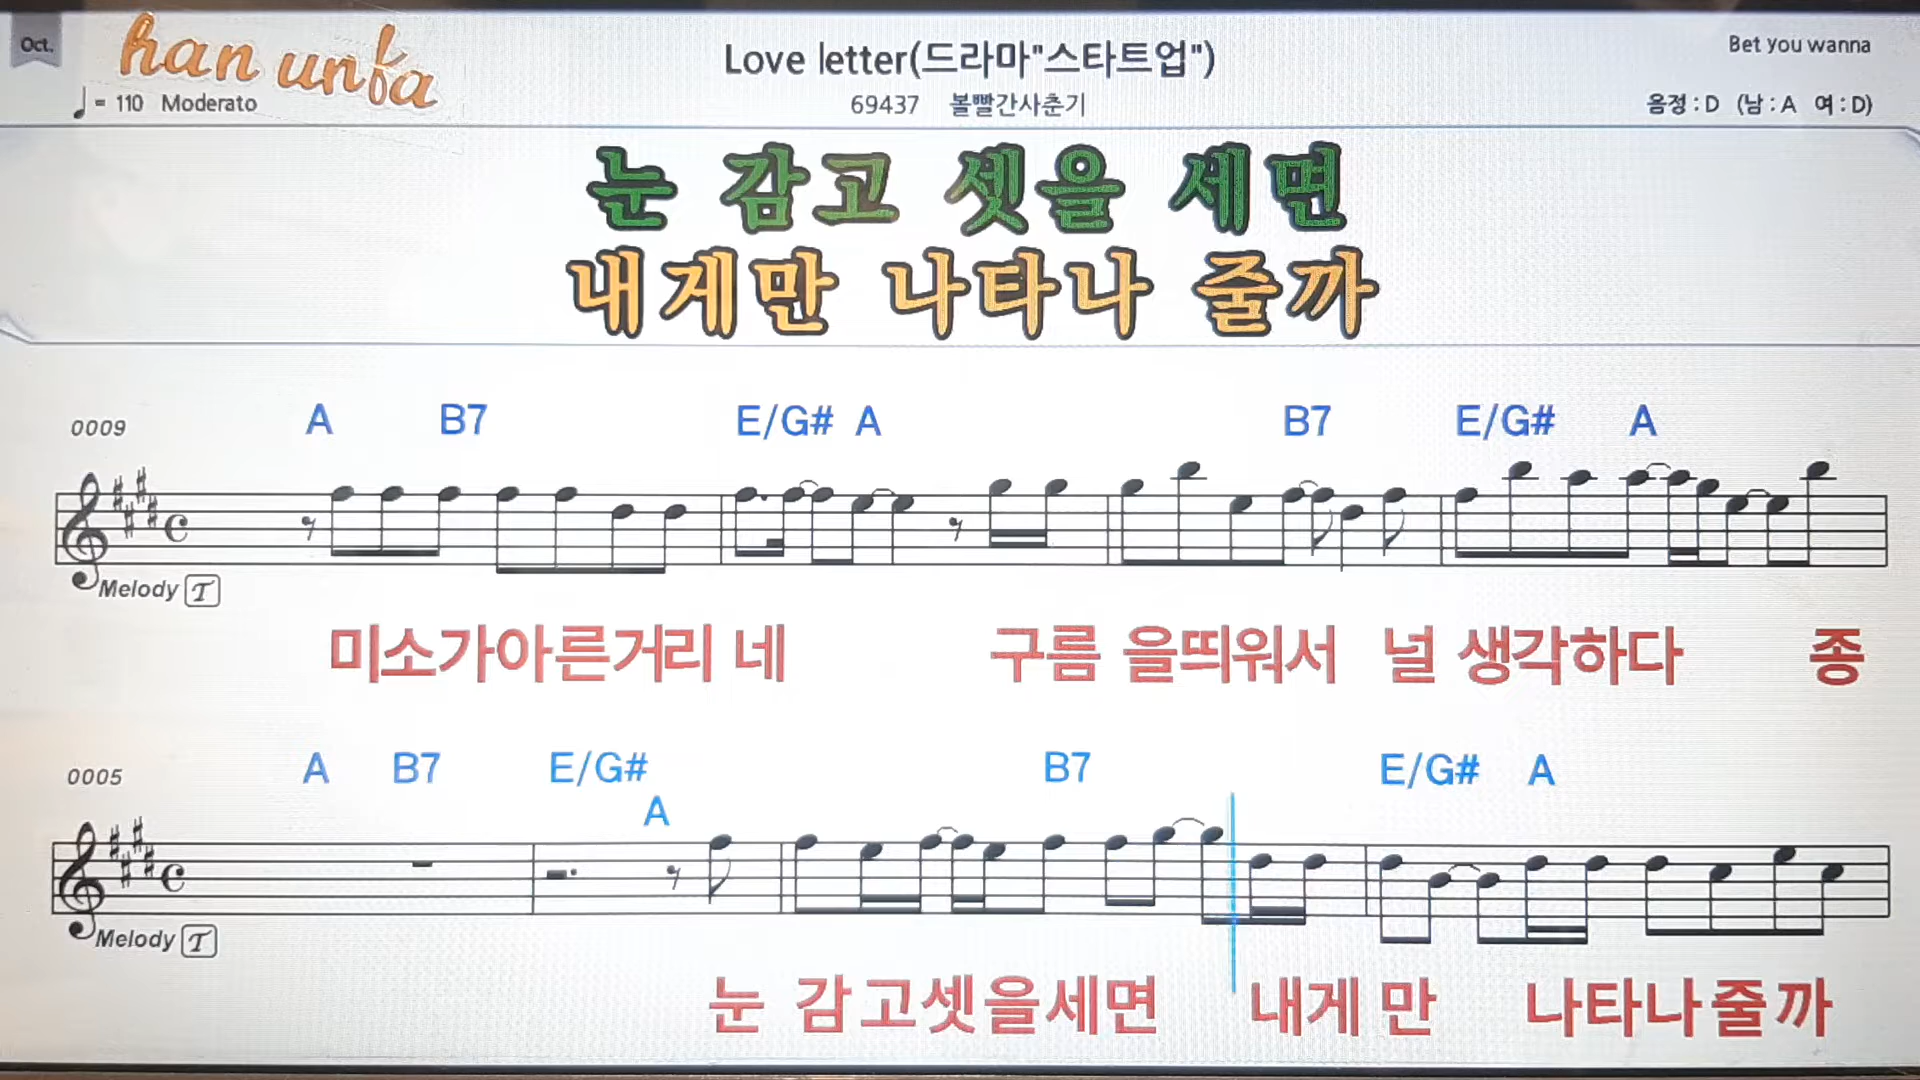 Oct.
han unfa
Love letter(드라마"스타트업")
Bet you wanna
♩= 110 Moderato
69437 볼빨간사춘기
음정 : D (남 : A 여 : D)
눈 감고 셋을 세면
내게만 나타나 줄까
0009 A B7 E/G# A B7 E/G# A
Melody T
미소가아른거리 네 구름 을띄워서 널 생각하다 종
0005 A B7 E/G# A B7 E/G# A
Melody T
눈 감고셋을세면 내게 만 나타나줄까